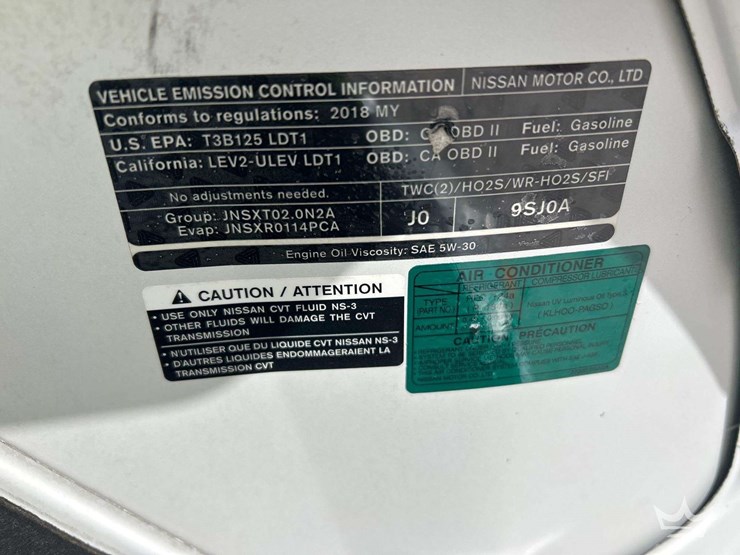 VEHICLE EMISSION CONTROL INFORMATION NISSAN MOTOR CO., LTD
Conforms to regulations: 2018 MY
U.S. EPA: T3B125 LDT1 OBD: OBD II Fuel: Gasoline
California: LEV2-ULEV LDT1 OBD: CA OBD II Fuel: Gasoline
No adjustments needed. TWC(2)/HO2S/WR-HO2S/SFI
Group: JNSXT02.0N2A
Evap: JNSXR0114PCA
J0 9SJ0A
Engine Oil Viscosity: SAE 5W-30
CAUTION / ATTENTION
• USE ONLY NISSAN CVT FLUID NS-3
• OTHER FLUIDS WILL DAMAGE THE CVT
TRANSMISSION
• N'UTILISER QUE DU LIQUIDE CVT NISSAN NS-3
• D'AUTRES LIQUIDES ENDOMMAGERAIENT LA
TRANSMISSION CVT
AIR CONDITIONER
REFRIGERANT COMPRESSOR LUBRICANT
TYPE
PART NO.
AMOUNT
CAUTION PRECAUTION